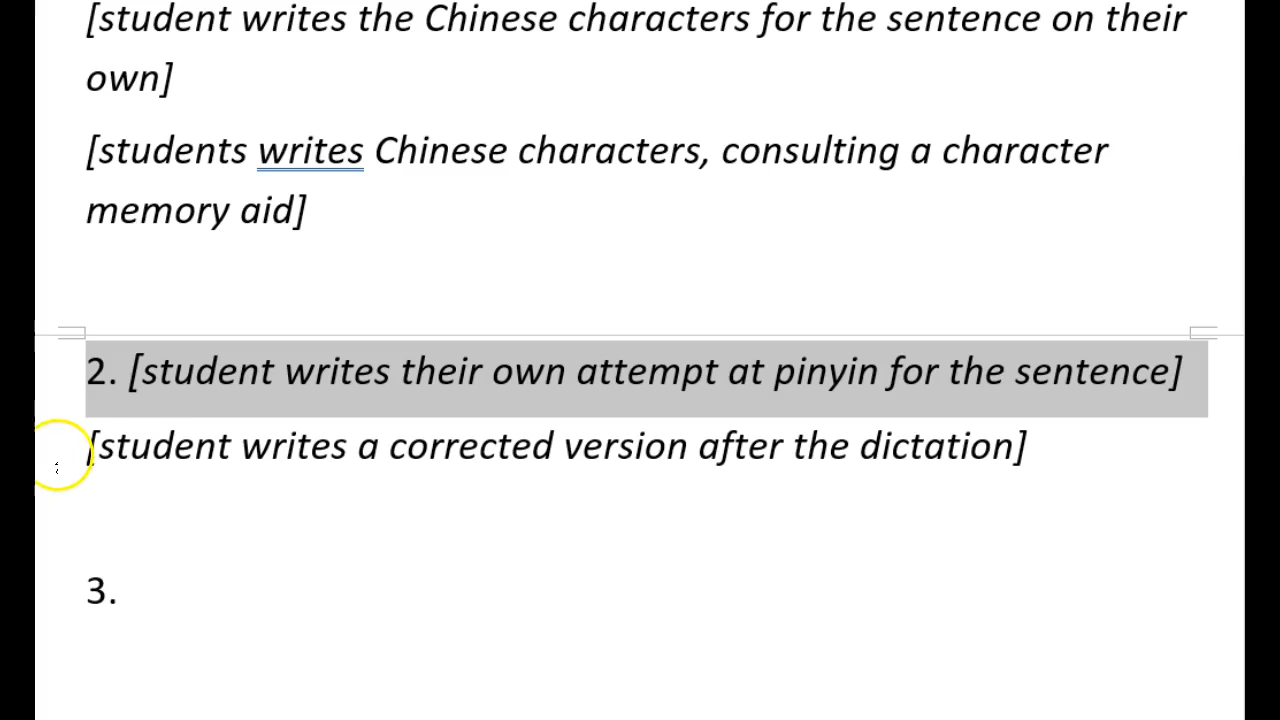 [student writes the Chinese characters for the sentence on their
own]
[students writes Chinese characters, consulting a character
memory aid]
2. [student writes their own attempt at pinyin for the sentence]
[student writes a corrected version after the dictation]
3.